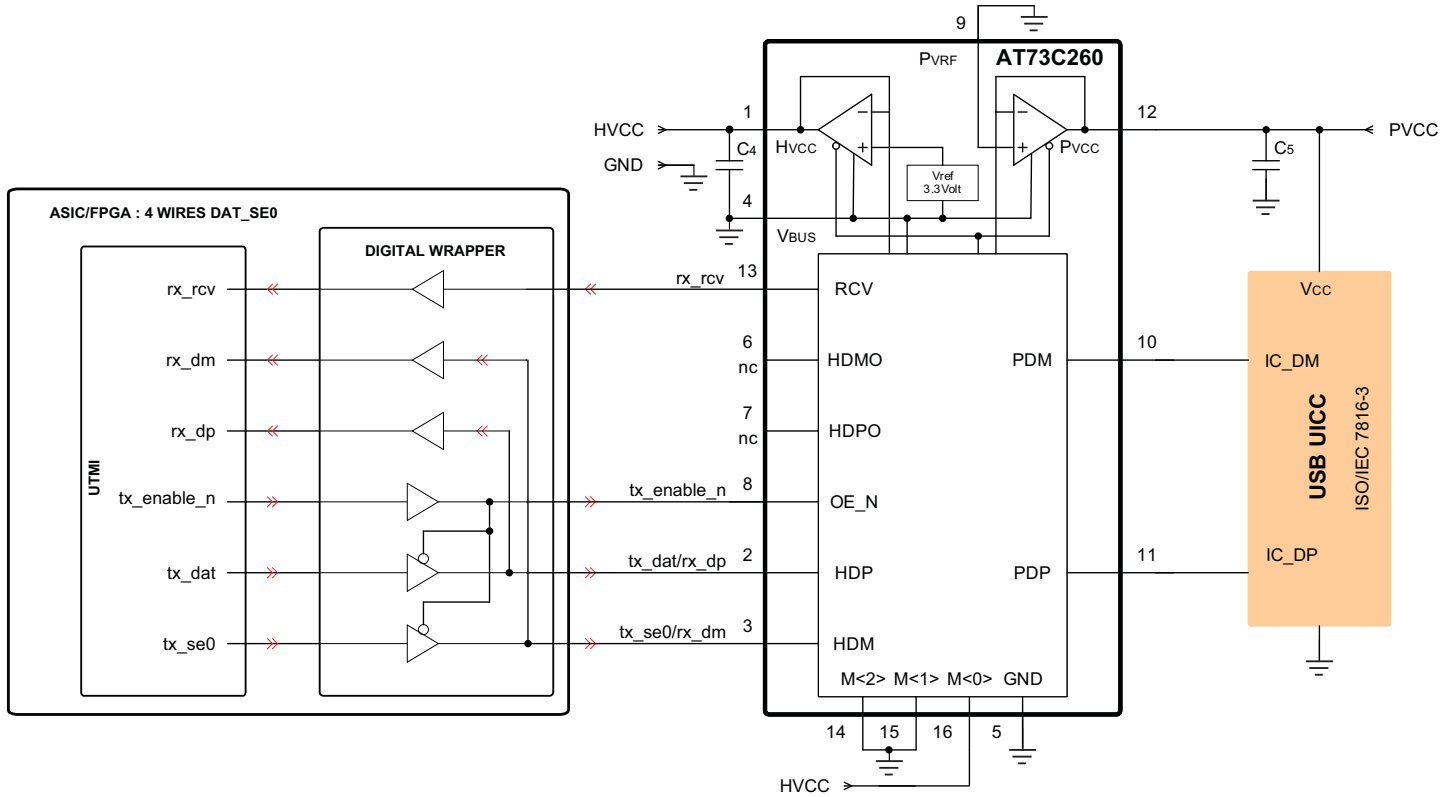 9
PVRF
AT73C260
1
12
HVCC
PVCC
C4
HVCC
PVCC
C5
GND
Vref
3.3Volt
4
VBUS
ASIC/FPGA : 4 WIRES DAT_SE0
DIGITAL WRAPPER
UTMI
rx_rcv
rx_rcv
13
RCV
rx_dm
6
nc
HDMO
PDM
10
rx_dp
7
nc
HDPO
tx_enable_n
tx_enable_n
8
OE_N
tx_dat
tx_dat/rx_dp
2
HDP
PDP
11
tx_se0
tx_se0/rx_dm
3
HDM
M<2> M<1> M<0> GND
14
15
16
5
HVCC
VCC
IC_DM
USB UICC
ISO/IEC 7816-3
IC_DP